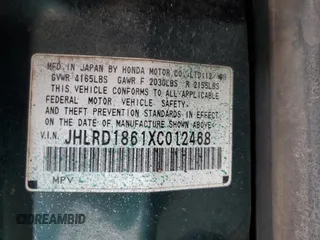 MFD. IN JAPAN BY HONDA MOTOR CO.,LTD.
GVWR 4165LBS GAWR F 2030LBS R 2155LBS
THIS VEHICLE CONFORMS TO ALL APPLICABLE
FEDERAL MOTOR VEHICLE SAFETY,
AND THEFT PREVENTION STANDARDS IN EFFECT ON
THE DATE OF MANUFACTURE SHOWN ABOVE.
V.I.N. JHLRD1861XC012468
MPV
DREAMBID